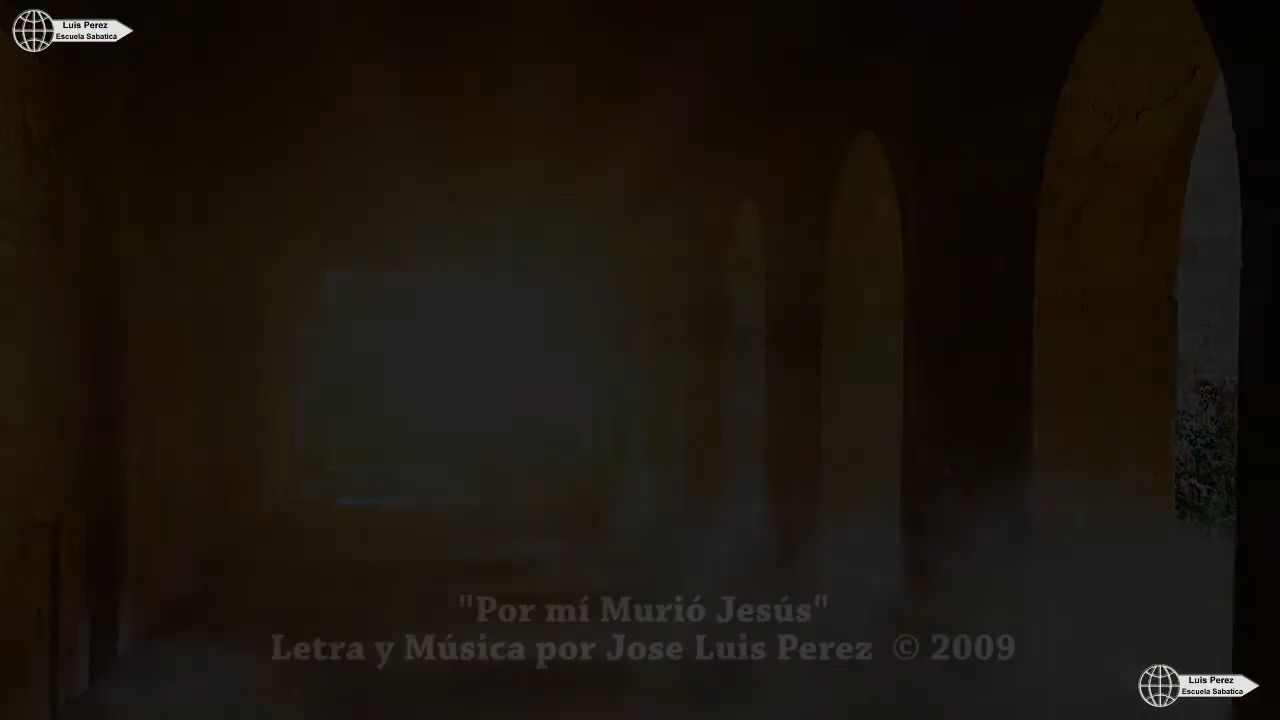 Luis Perez
Escuela Sabatica
"Por mí Murió Jesús"
Letra y Música por Jose Luis Perez © 2009
Luis Perez
Escuela Sabatica